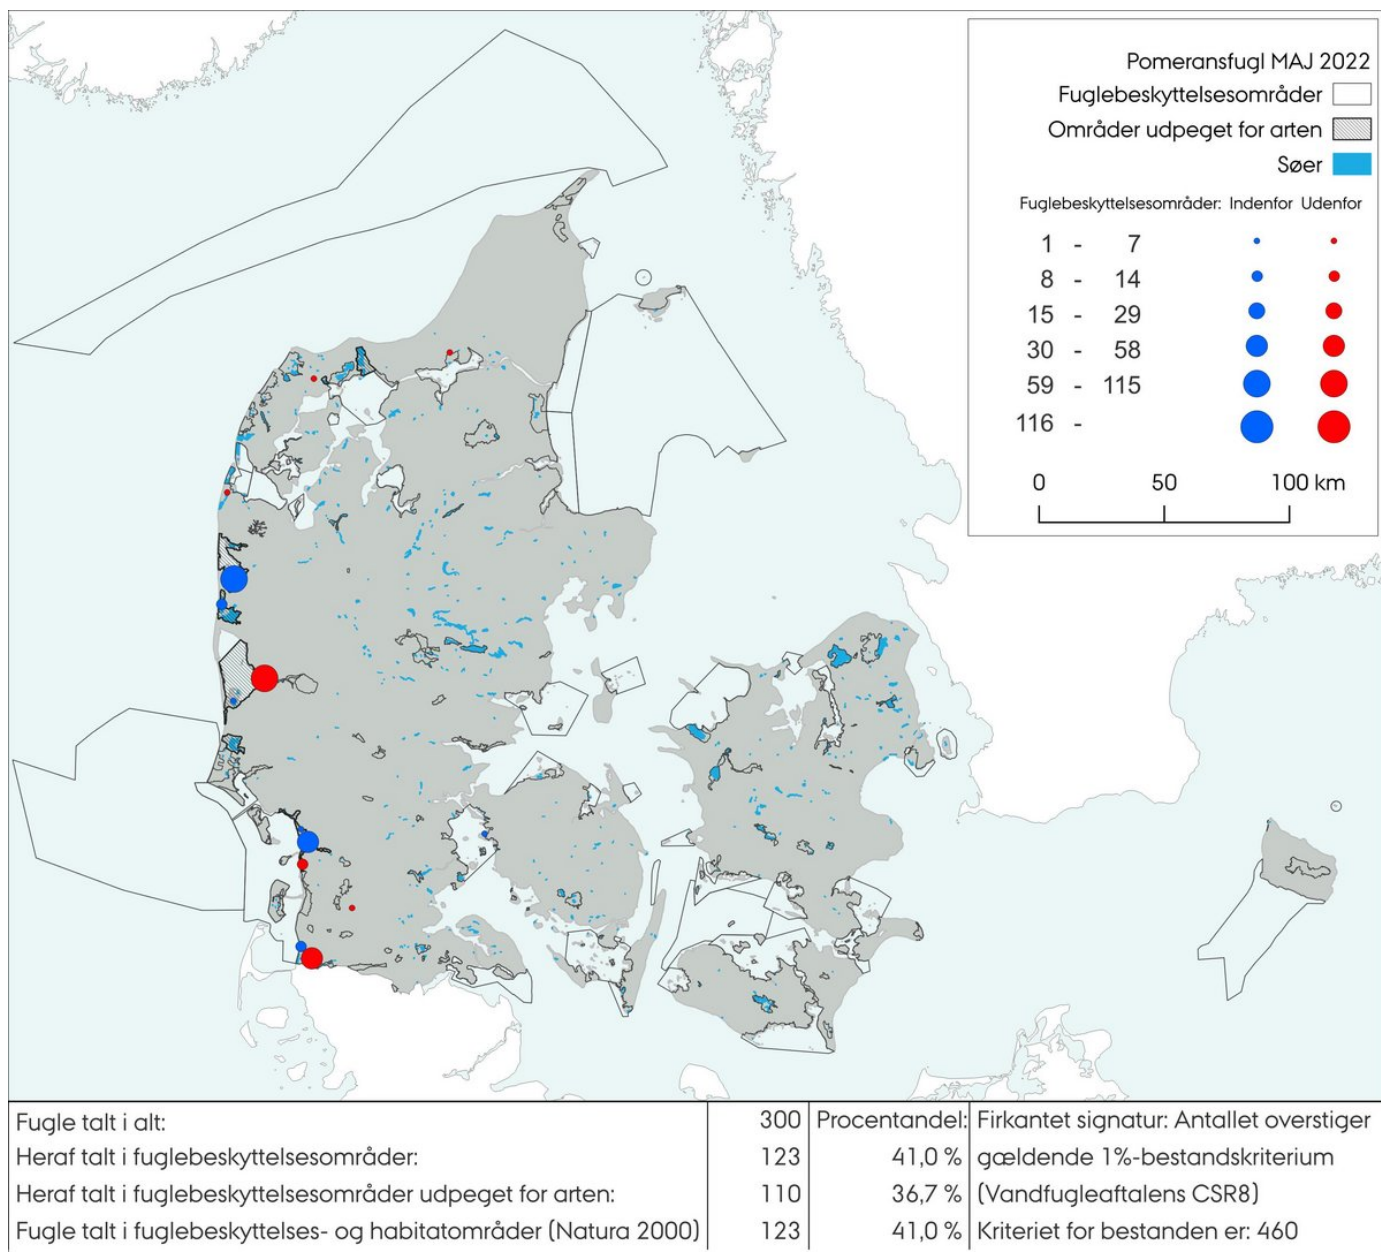 Pomeransfugl MAJ 2022
Fuglebeskyttelsesområder
Områder udpeget for arten
Søer
Fuglebeskyttelsesområder: Indenfor Udenfor
1 - 7
8 - 14
15 - 29
30 - 58
59 - 115
116 -
0 50 100 km
Fugle talt i alt: 300 Procentandel: Firkantet signatur: Antallet overstiger
Heraf talt i fuglebeskyttelsesområder: 123 41,0 % gældende 1%-bestandskriterium
Heraf talt i fuglebeskyttelsesområder udpeget for arten: 110 36,7 % (Vandfugleaftalens CSR8)
Fugle talt i fuglebeskyttelses- og habitatområder (Natura 2000) 123 41,0 % Kriteriet for bestanden er: 460